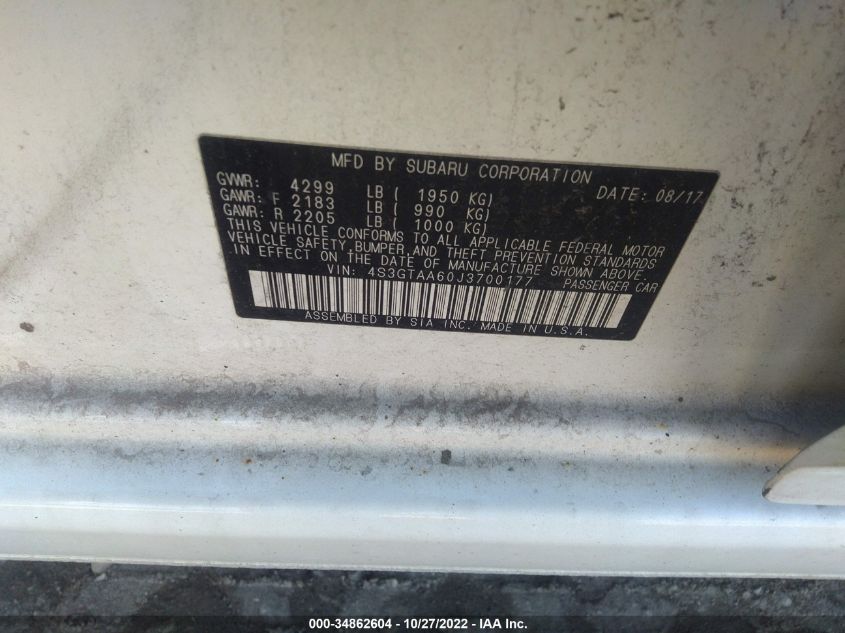 MFD BY SUBARU CORPORATION
GVWR: 4299 LB ( 1950 KG) DATE: 08/17
GAWR: F 2183 LB ( 990 KG)
GAWR: R 2205 LB ( 1000 KG)
THIS VEHICLE CONFORMS TO ALL APPLICABLE FEDERAL MOTOR
VEHICLE SAFETY, BUMPER, AND THEFT PREVENTION STANDARDS
IN EFFECT ON THE DATE OF MANUFACTURE SHOWN ABOVE.
VIN: 4S3GTAA60J3700177 PASSENGER CAR
ASSEMBLED BY SIA INC. MADE IN U.S.A.
000-34862604 / 10/27/2022 - IAA Inc.